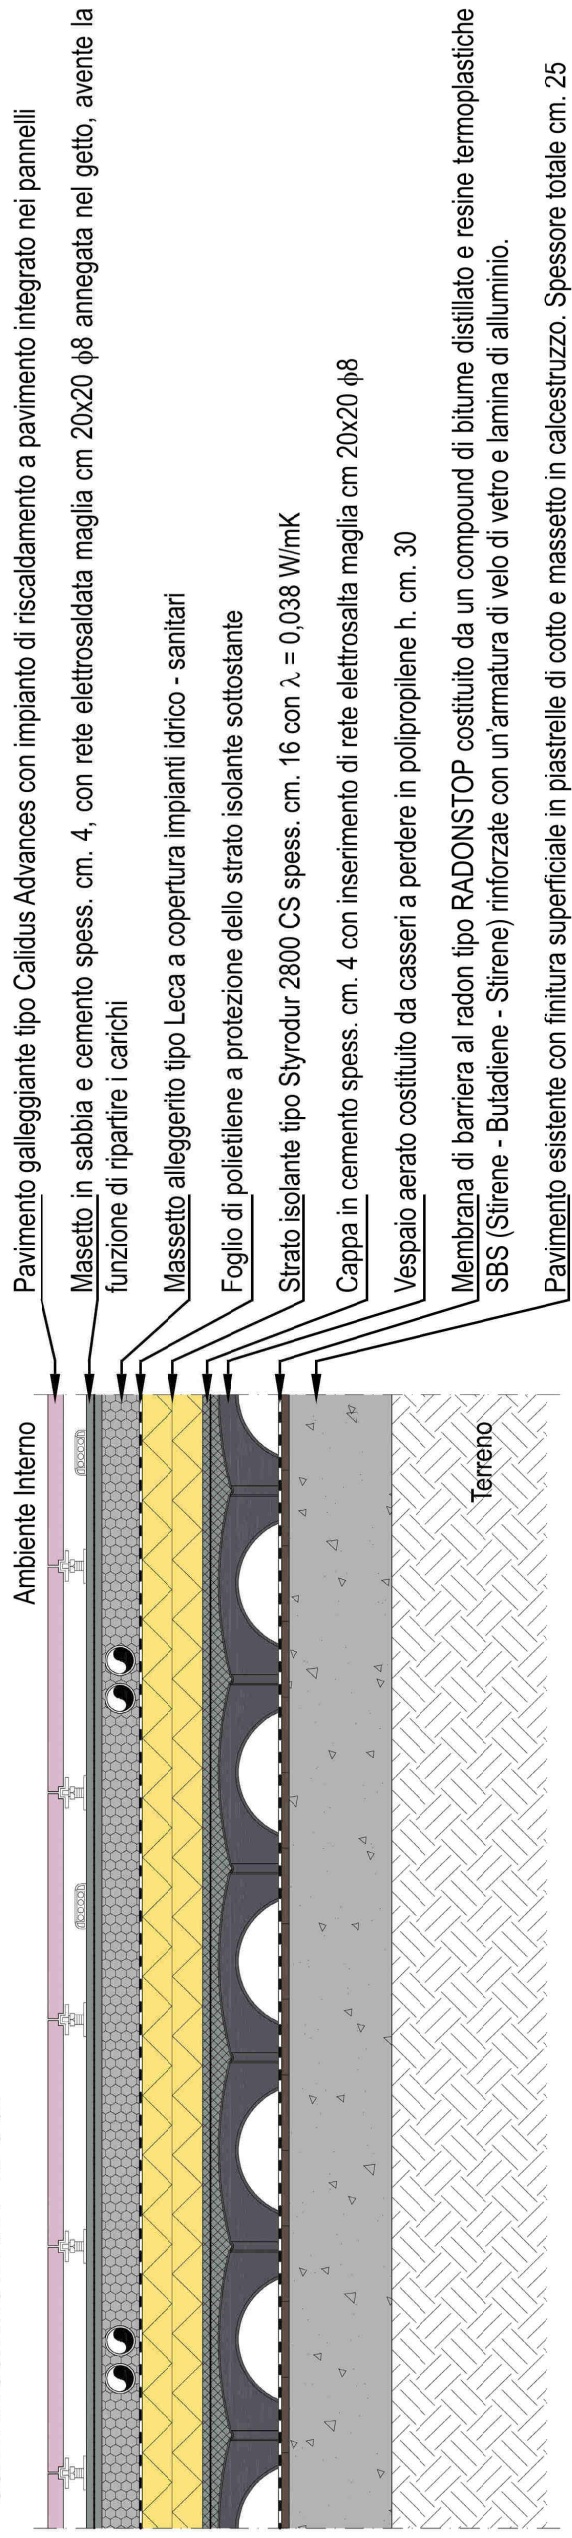 Ambiente Interno
Pavimento galleggiante tipo Calidus Advances con impianto di riscaldamento a pavimento integrato nei pannelli
Masetto in sabbia e cemento spess. cm. 4, con rete elettrosaldata maglia cm 20x20 ϕ8 annegata nel getto, avente la
funzione di ripartire i carichi
Massetto alleggerito tipo Leca a copertura impianti idrico - sanitari
Foglio di polietilene a protezione dello strato isolante sottostante
Strato isolante tipo Styrodur 2800 CS spess. cm. 16 con λ = 0,038 W/mK
Cappa in cemento spess. cm. 4 con inserimento di rete elettrosalta maglia cm 20x20 ϕ8
Vespaio aerato costituito da casseri a perdere in polipropilene h. cm. 30
Membrana di barriera al radon tipo RADONSTOP costituito da un compound di bitume distillato e resine termoplastiche
SBS (Stirene - Butadiene - Stirene) rinforzate con un'armatura di velo di vetro e lamina di alluminio.
Pavimento esistente con finitura superficiale in piastrelle di cotto e massetto in calcestruzzo. Spessore totale cm. 25
Terreno